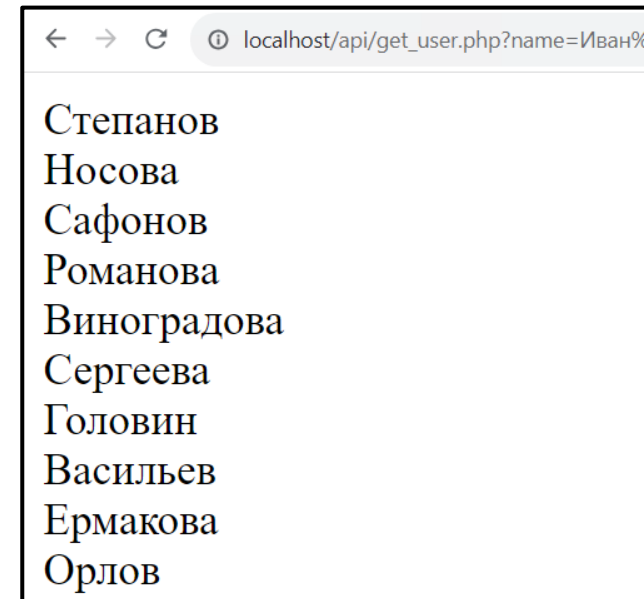 localhost/api/get_user.php?name=Иван%
Степанов
Носова
Сафонов
Романова
Виноградова
Сергеева
Головин
Васильев
Ермакова
Орлов